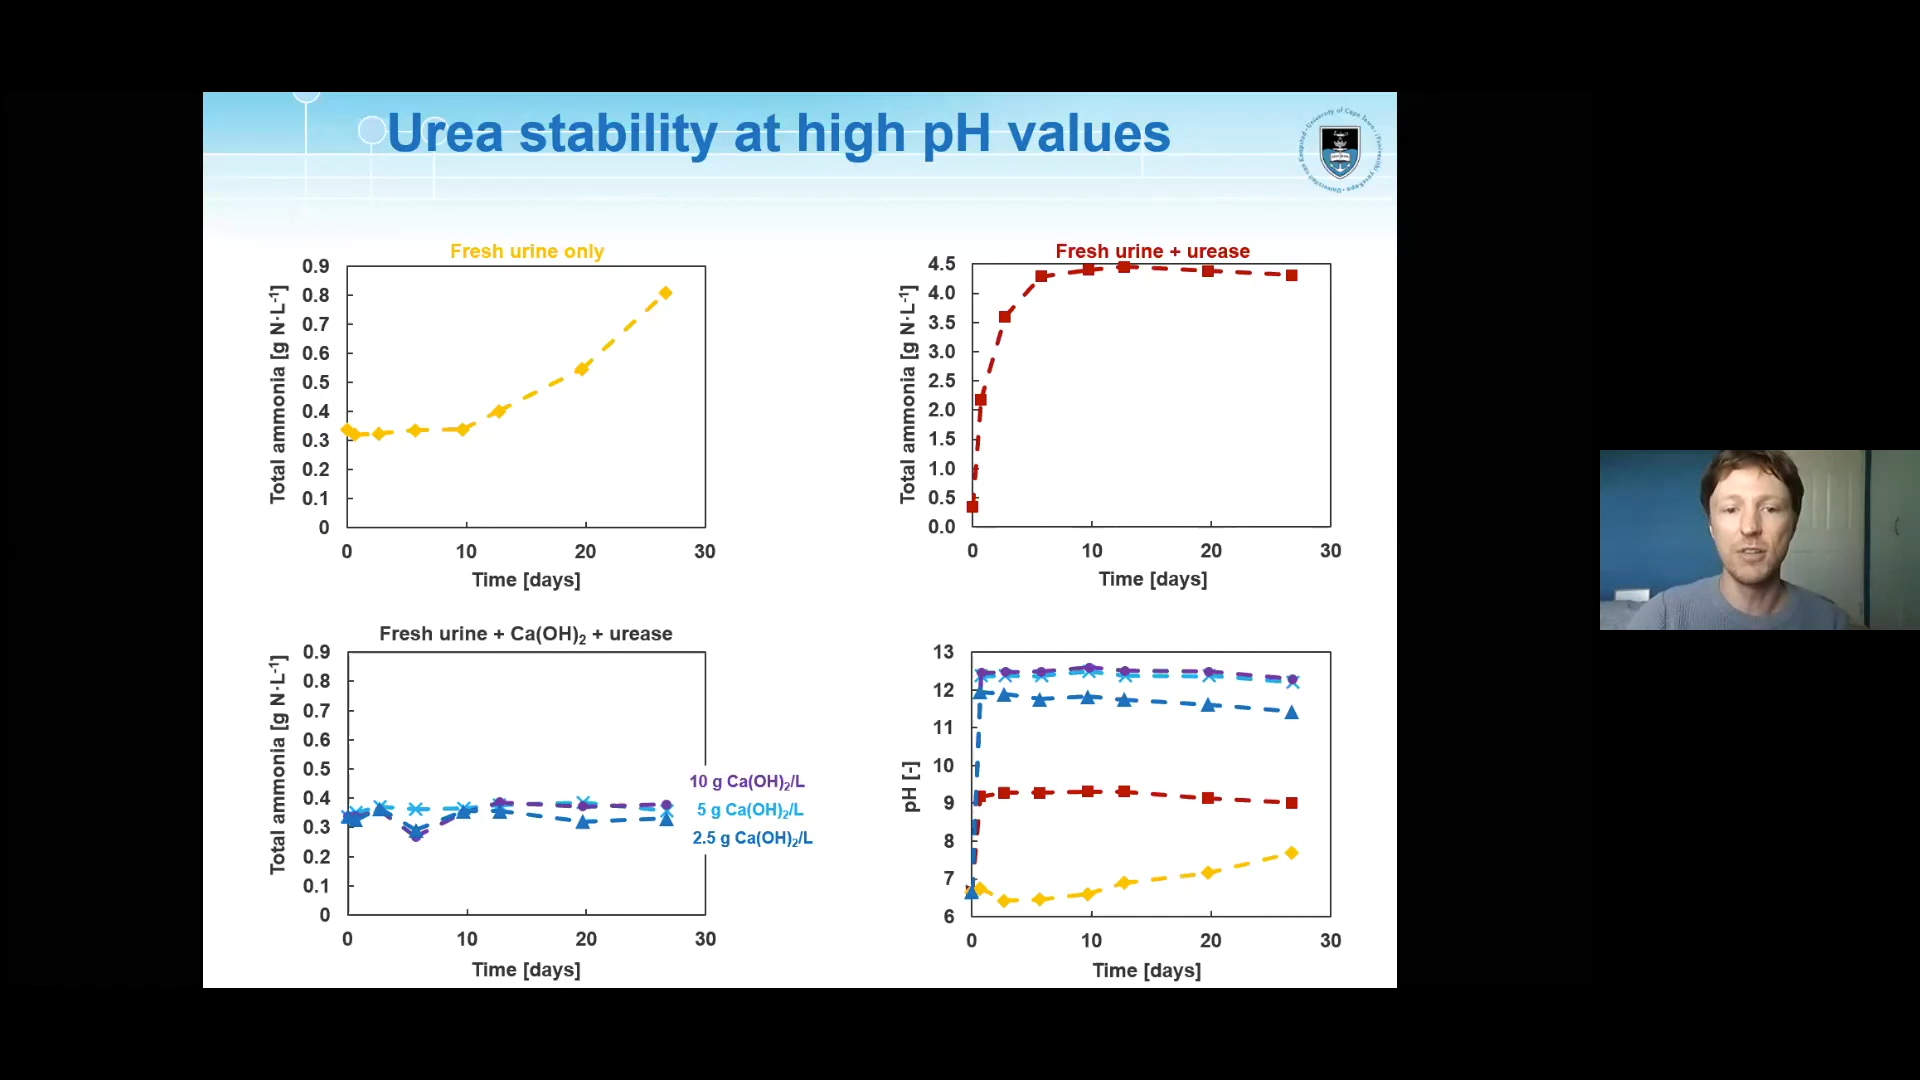 Urea stability at high pH values
University of Cape Town
Fresh urine only
Total ammonia [g N·L⁻¹]
0.9
0.8
0.7
0.6
0.5
0.4
0.3
0.2
0.1
0
0 10 20 30
Time [days]
Fresh urine + urease
Total ammonia [g N·L⁻¹]
4.5
4.0
3.5
3.0
2.5
2.0
1.5
1.0
0.5
0.0
0 10 20 30
Time [days]
Fresh urine + Ca(OH)₂ + urease
Total ammonia [g N·L⁻¹]
0.9
0.8
0.7
0.6
0.5
0.4
0.3
0.2
0.1
0
10 g Ca(OH)₂/L
5 g Ca(OH)₂/L
2.5 g Ca(OH)₂/L
0 10 20 30
Time [days]
pH [-]
13
12
11
10
9
8
7
6
0 10 20 30
Time [days]